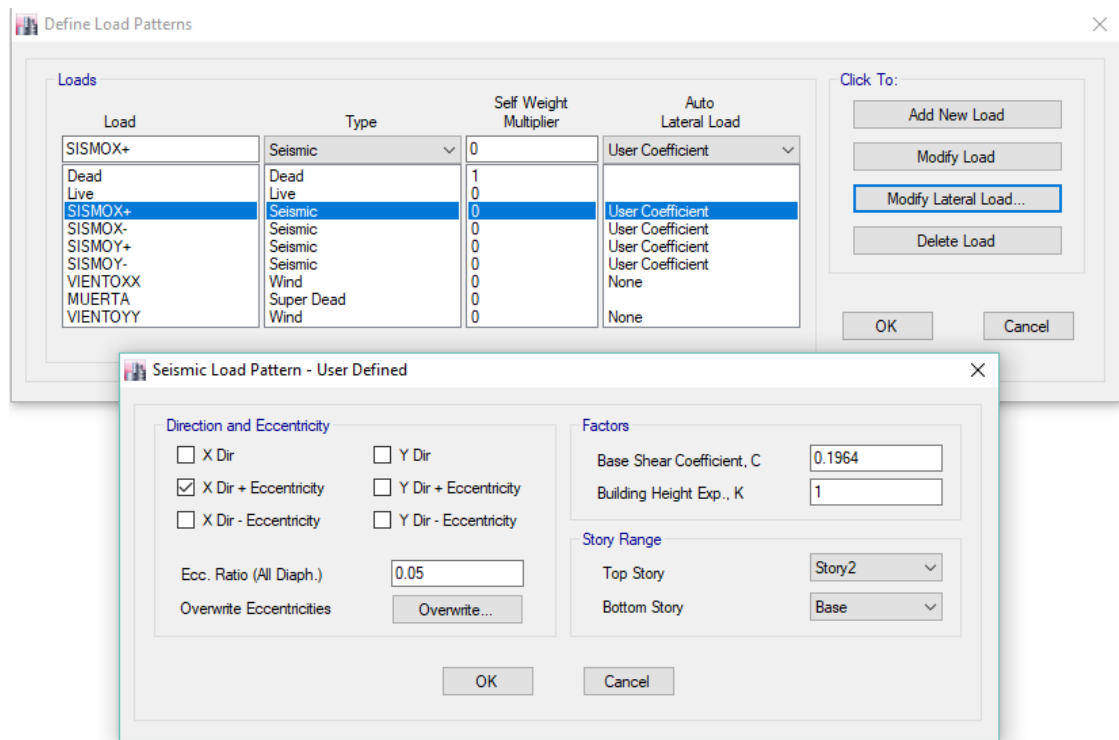 Define Load Patterns
Loads
Click To:
Load Type Self Weight Multiplier Auto Lateral Load
SISMOX+ Seismic 0 User Coefficient
Dead Dead 1
Live Live 0
SISMOX+ Seismic 0 User Coefficient
SISMOX- Seismic 0 User Coefficient
SISMOY+ Seismic 0 User Coefficient
SISMOY- Seismic 0 User Coefficient
VIENTOXX Wind 0 None
MUERTA Super Dead 0
VIENTOYY Wind 0 None
Add New Load
Modify Load
Modify Lateral Load...
Delete Load
OK Cancel
Seismic Load Pattern - User Defined
Direction and Eccentricity
X Dir Y Dir
X Dir + Eccentricity Y Dir + Eccentricity
X Dir - Eccentricity Y Dir - Eccentricity
Ecc. Ratio (All Diaph.) 0.05
Overwrite Eccentricities Overwrite...
Factors
Base Shear Coefficient, C 0.1964
Building Height Exp., K 1
Story Range
Top Story Story2
Bottom Story Base
OK Cancel